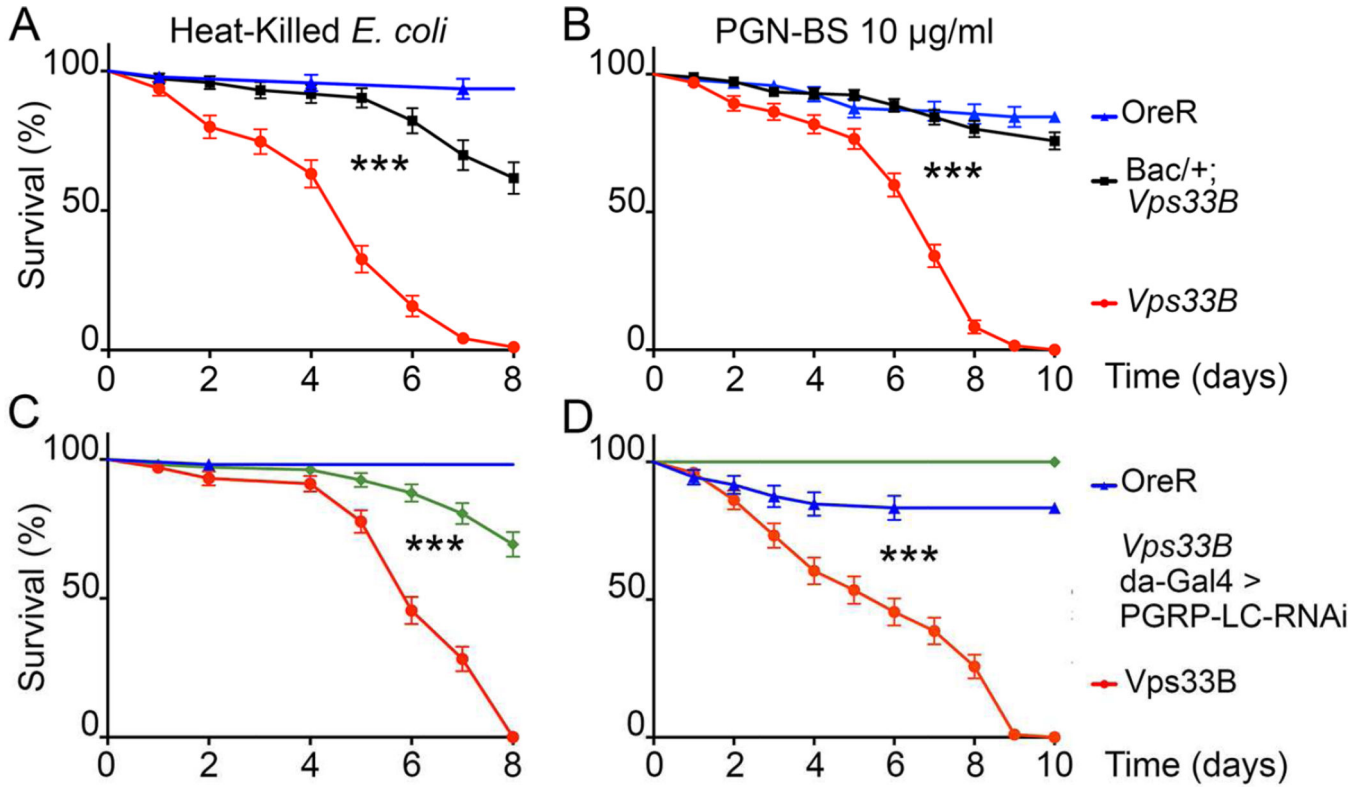 A
Heat-Killed E. coli
B
PGN-BS 10 µg/ml
Survival (%)
100
50
0
***
0 2 4 6 8
100
50
0
***
0 2 4 6 8 10
OreR
Bac/+;
Vps33B
Vps33B
Time (days)
C
Survival (%)
100
50
0
***
0 2 4 6 8
D
100
50
0
***
0 2 4 6 8 10
OreR
Vps33B
da-Gal4 >
PGRP-LC-RNAi
Vps33B
Time (days)